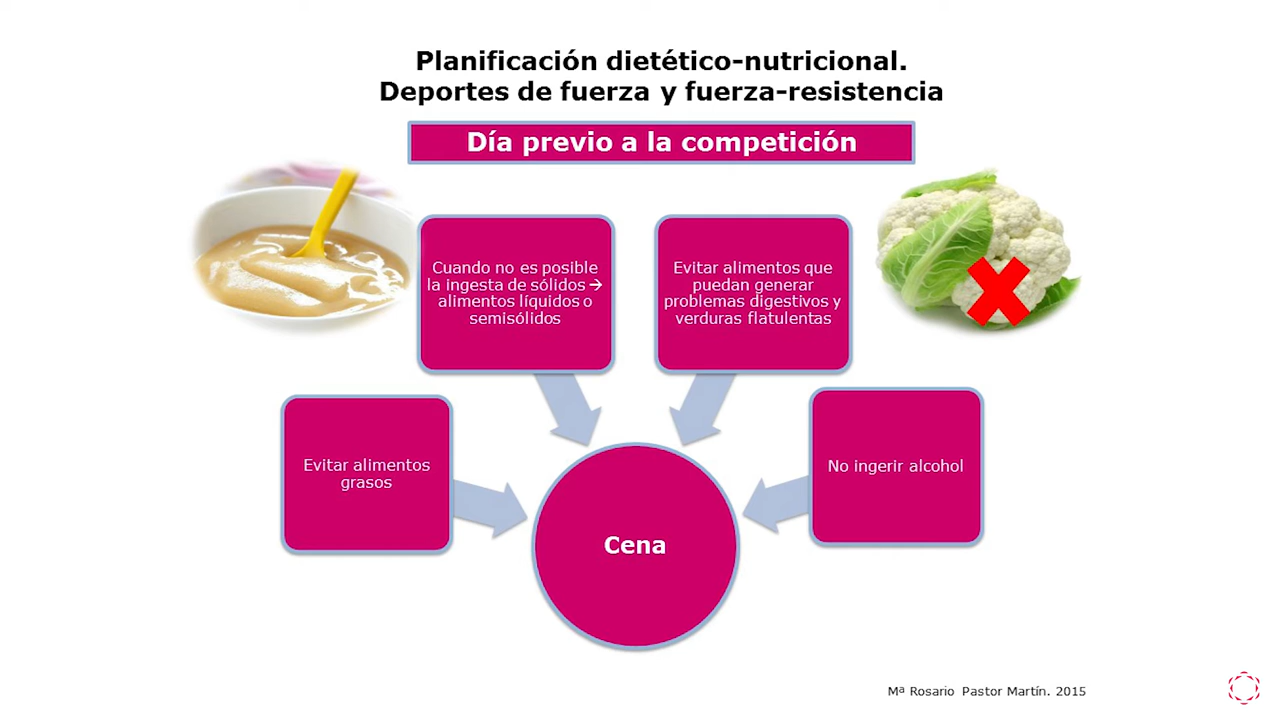 Planificación dietético-nutricional.
Deportes de fuerza y fuerza-resistencia
Día previo a la competición
Cuando no es posible
la ingesta de sólidos →
alimentos líquidos o
semisólidos
Evitar alimentos que
puedan generar
problemas digestivos y
verduras flatulentas
Evitar alimentos
grasos
No ingerir alcohol
Cena
Mª Rosario Pastor Martín. 2015